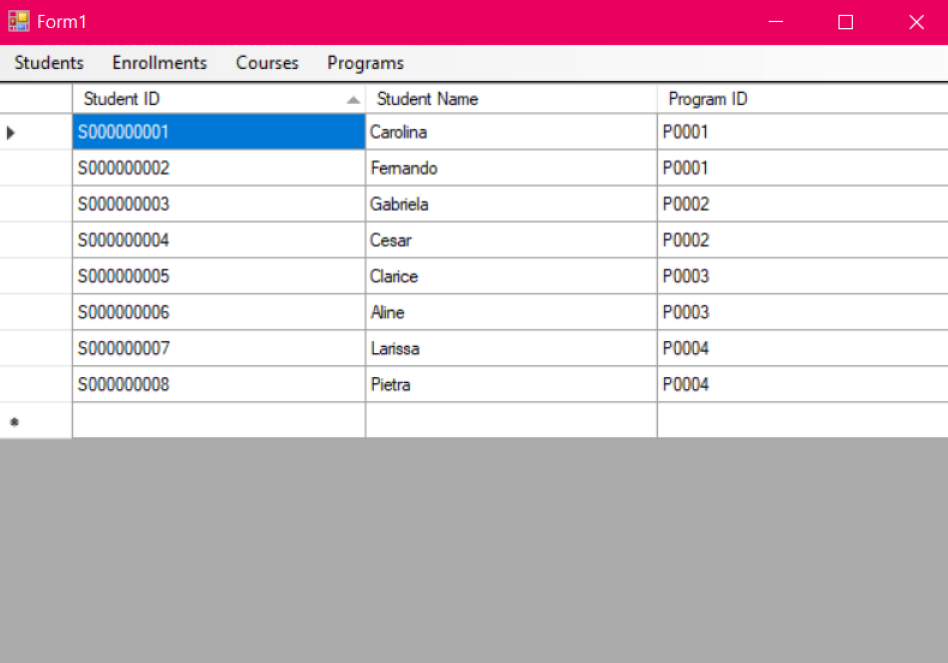 Form1
Students Enrollments Courses Programs
Student ID Student Name Program ID
S000000001 Carolina P0001
S000000002 Fernando P0001
S000000003 Gabriela P0002
S000000004 Cesar P0002
S000000005 Clarice P0003
S000000006 Aline P0003
S000000007 Larissa P0004
S000000008 Pietra P0004